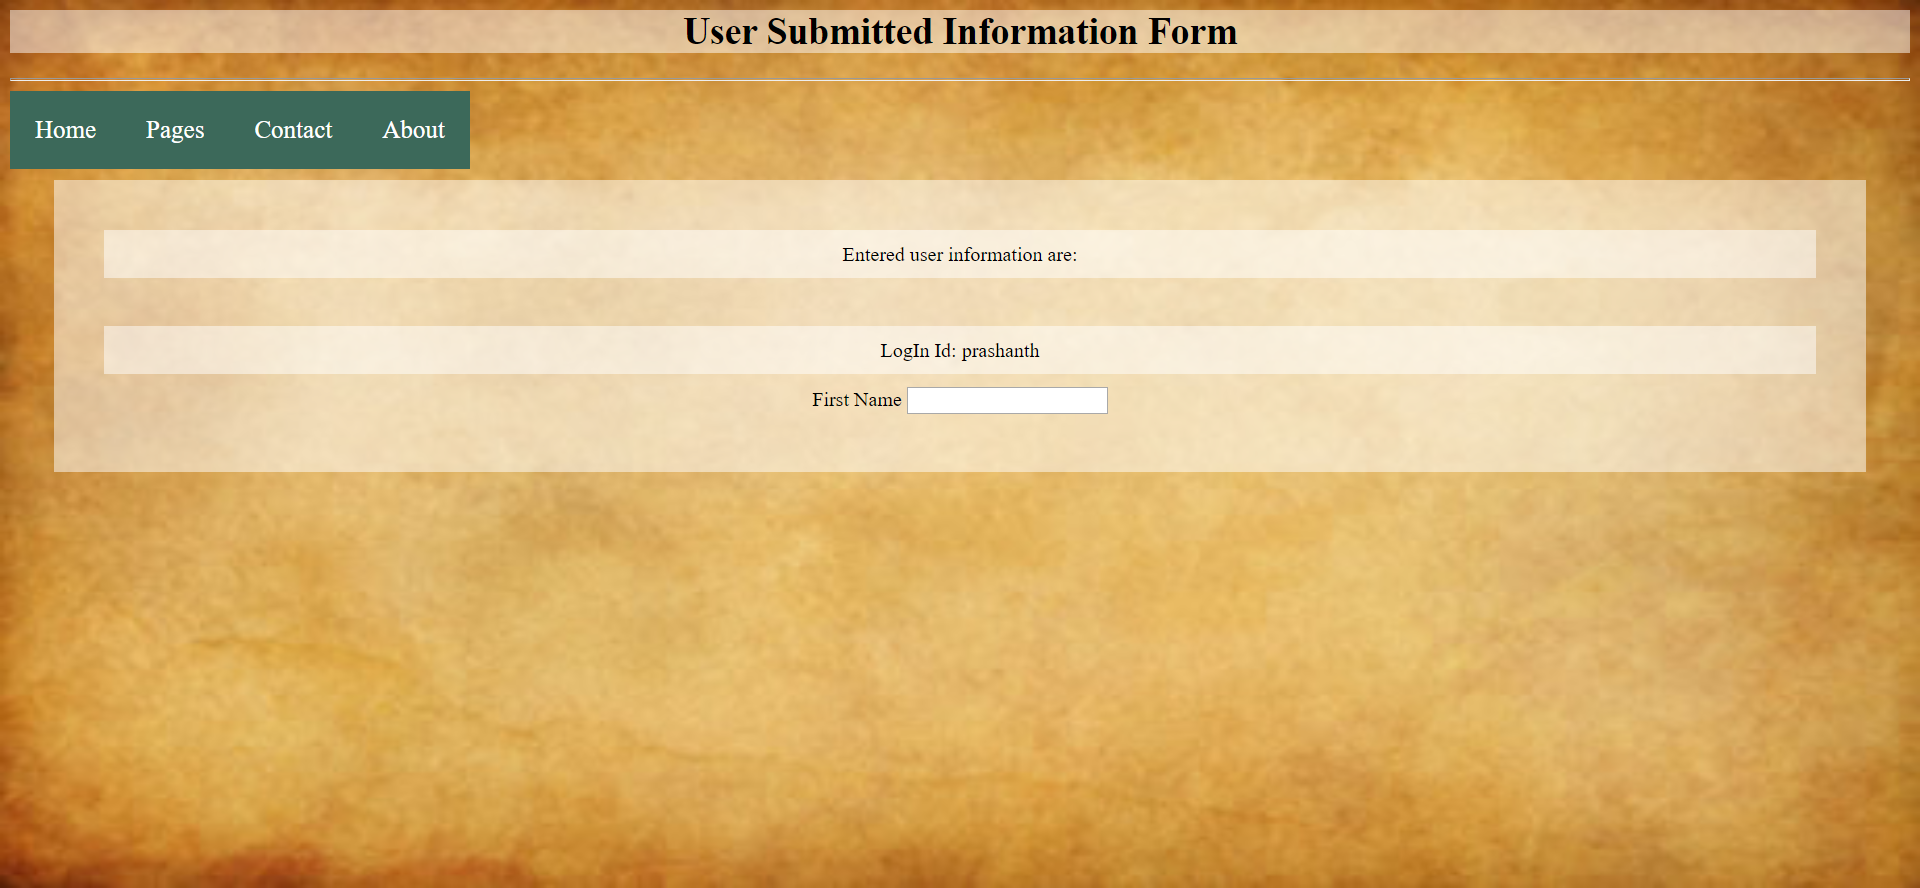 User Submitted Information Form
Home Pages Contact About
Entered user information are:
LogIn Id: prashanth
First Name